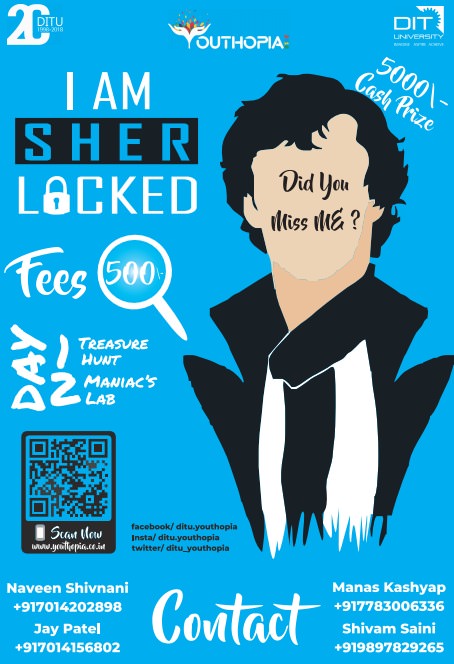 26 DITU
1998-2018
YOUTHOPIA
DIT
UNIVERSITY
5000\-
Cash Prize
I AM
SHER
LOCKED
Did You
Miss ME ?
Fees 500\-
DAY
1 TREASURE
HUNT
2 MANIAC'S
LAB
Scan Now
www.youthopia.co.in
facebook/ ditu.youthopia
Insta/ ditu.youthopia
twitter/ ditu_youthopia
Naveen Shivnani
+917014202898
Jay Patel
+917014156802
Contact
Manas Kashyap
+917783006336
Shivam Saini
+919897829265